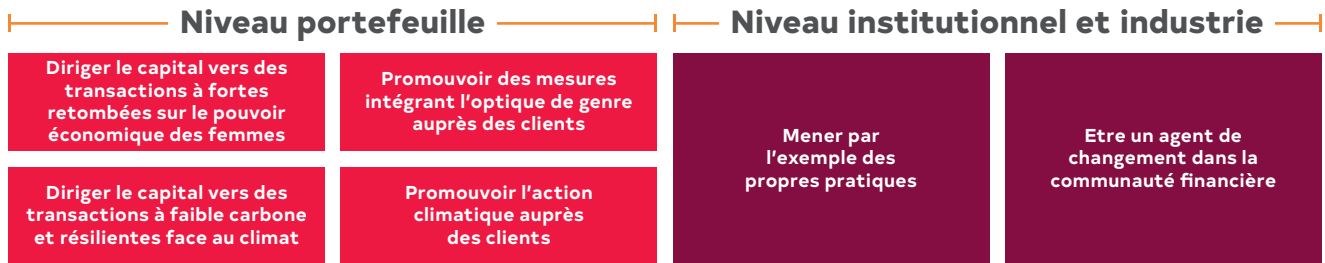 Niveau portefeuille
Niveau institutionnel et industrie
Diriger le capital vers des
transactions à fortes
retombées sur le pouvoir
économique des femmes
Promouvoir des mesures
intégrant l'optique de genre
auprès des clients
Diriger le capital vers des
transactions à faible carbone
et résilientes face au climat
Promouvoir l'action
climatique auprès
des clients
Mener par
l'exemple des
propres pratiques
Etre un agent de
changement dans la
communauté financière